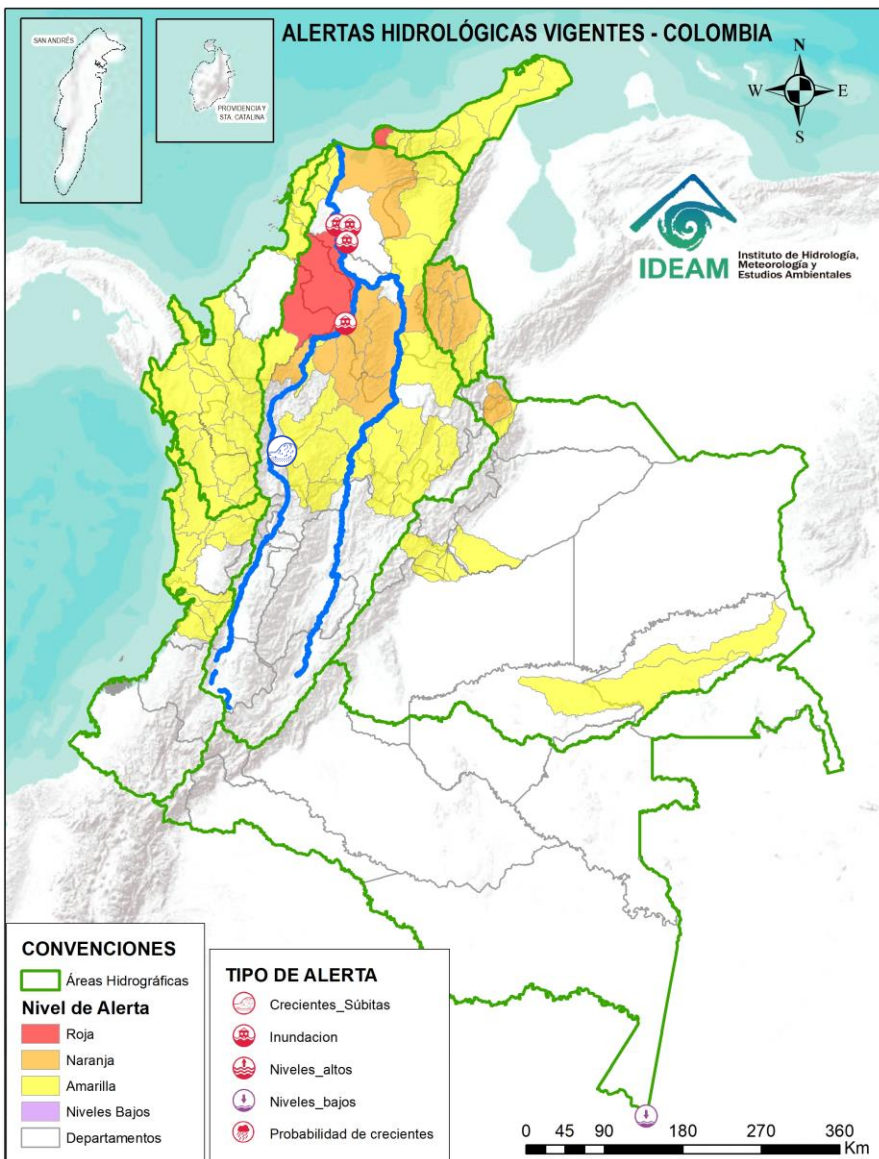 ALERTAS HIDROLÓGICAS VIGENTES - COLOMBIA
SAN ANDRÉS
PROVIDENCIA Y
STA. CATALINA
N
W
E
S
IDEAM
Instituto de Hidrología,
Meteorología y
Estudios Ambientales
CONVENCIONES
Áreas Hidrográficas
Nivel de Alerta
Roja
Naranja
Amarilla
Niveles Bajos
Departamentos
TIPO DE ALERTA
Crecientes_Súbitas
Inundacion
Niveles_altos
Niveles_bajos
Probabilidad de crecientes
0 45 90 180 270 360
Km